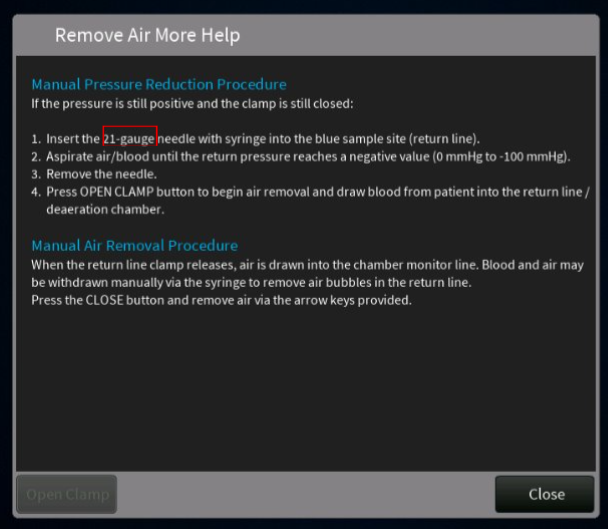 Remove Air More Help
Manual Pressure Reduction Procedure
If the pressure is still positive and the clamp is still closed:
1. Insert the 21-gauge needle with syringe into the blue sample site (return line).
2. Aspirate air/blood until the return pressure reaches a negative value (0 mmHg to -100 mmHg).
3. Remove the needle.
4. Press OPEN CLAMP button to begin air removal and draw blood from patient into the return line /
deaeration chamber.
Manual Air Removal Procedure
When the return line clamp releases, air is drawn into the chamber monitor line. Blood and air may
be withdrawn manually via the syringe to remove air bubbles in the return line.
Press the CLOSE button and remove air via the arrow keys provided.
Open Clamp
Close